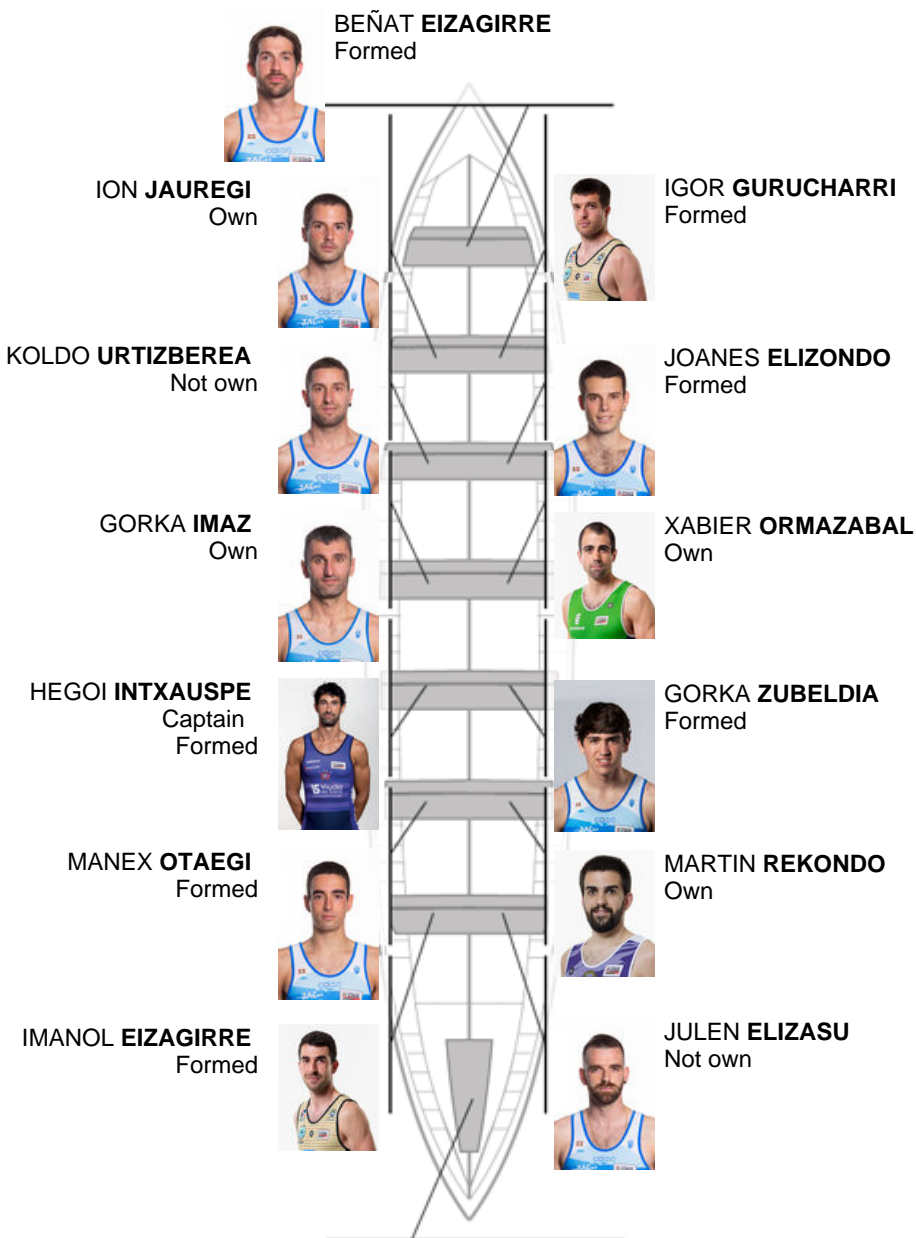 BEÑAT EIZAGIRRE
Formed
ION JAUREGI
Own
IGOR GURUCHARRI
Formed
KOLDO URTIZBEREA
Not own
JOANES ELIZONDO
Formed
GORKA IMAZ
Own
XABIER ORMAZABAL
Own
HEGOI INTXAUSPE
Captain
Formed
GORKA ZUBELDIA
Formed
MANEX OTAEGI
Formed
MARTIN REKONDO
Own
IMANOL EIZAGIRRE
Formed
JULEN ELIZASU
Not own